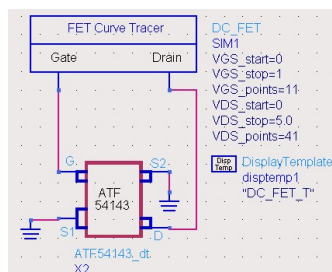 FET Curve Tracer
Gate Drain
DC_FET
SIM1
VGS_start=0
VGS_stop=1
VGS_points=11
VDS_start=0
VDS_stop=5.0
VDS_points=41
Disp
Temp
DisplayTemplate
disptemp1
"DC_FET_T"
G
S2
ATF
54143
S1
D
ATF54143_dt
X2